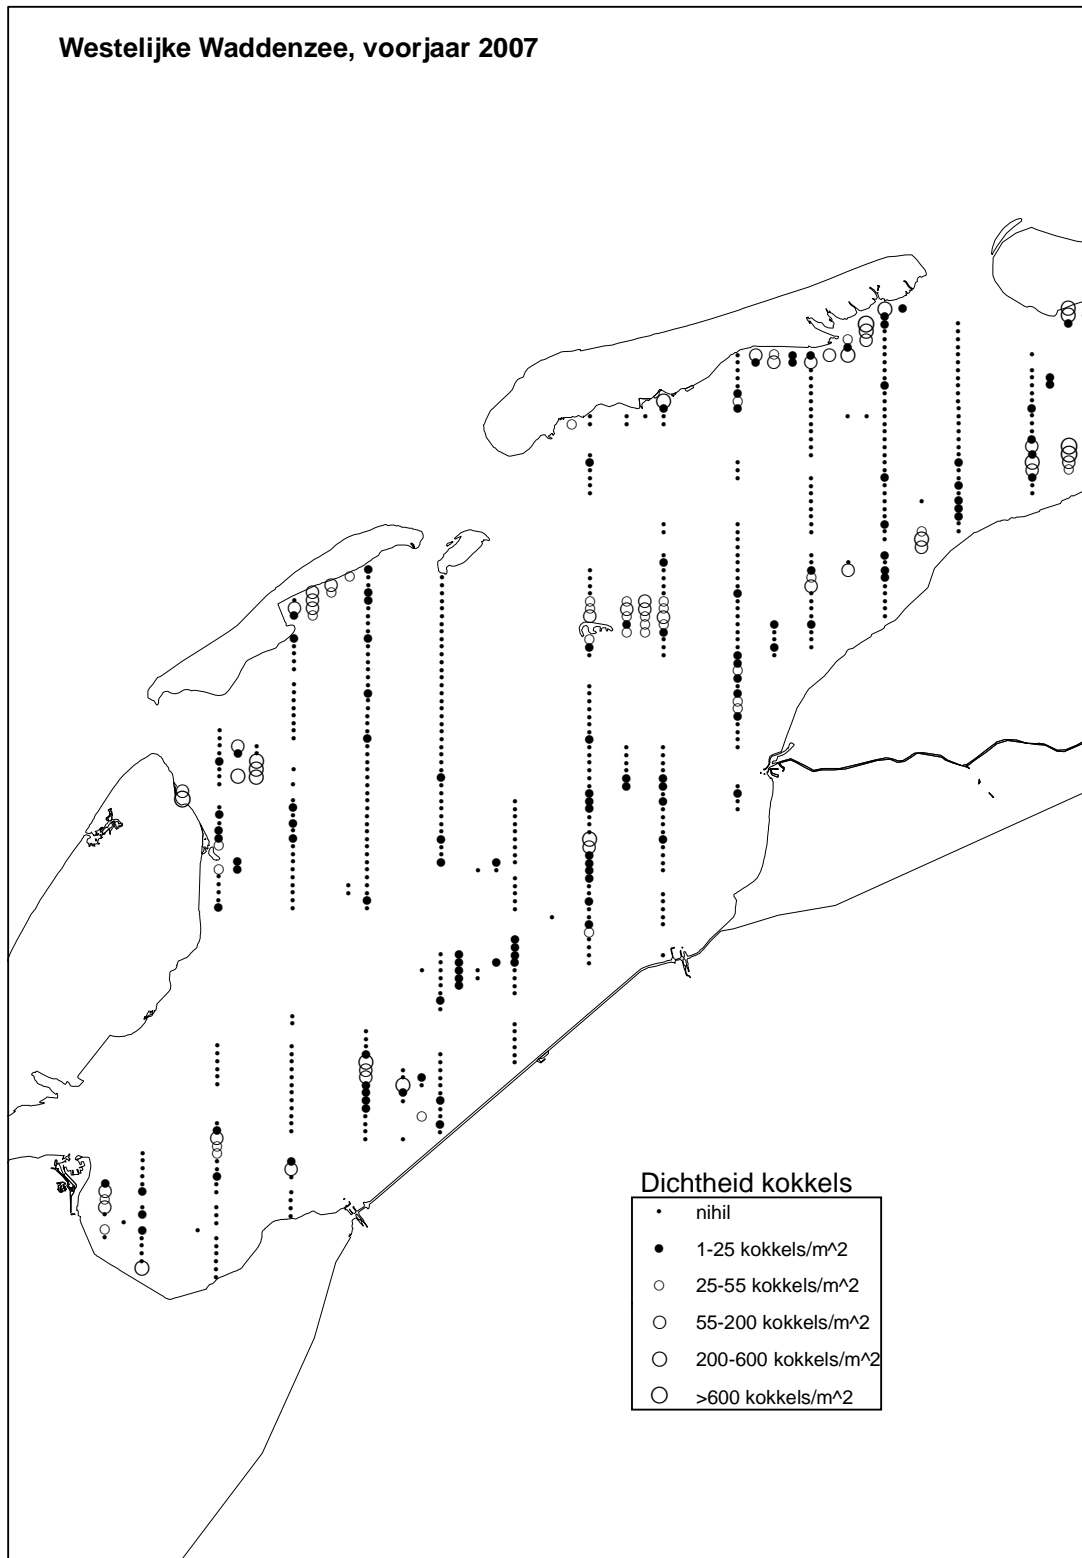 Westelijke Waddenzee, voorjaar 2007
Dichtheid kokkels
nihil
1-25 kokkels/m^2
25-55 kokkels/m^2
55-200 kokkels/m^2
200-600 kokkels/m^2
>600 kokkels/m^2